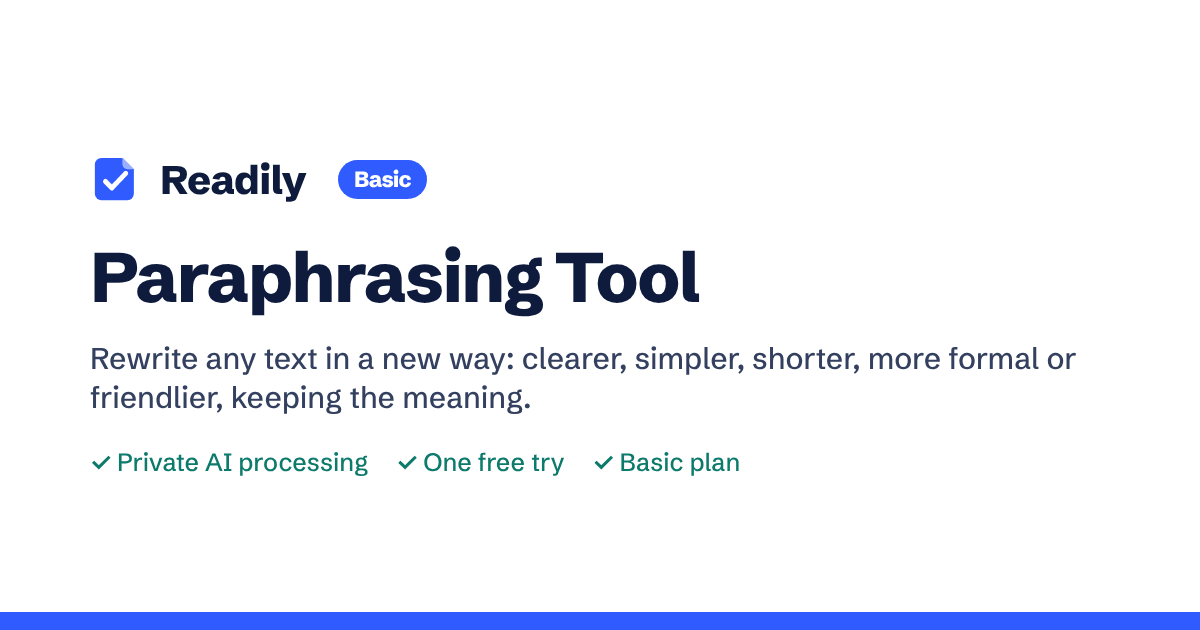 Readily Basic
Paraphrasing Tool
Rewrite any text in a new way: clearer, simpler, shorter, more formal or
friendlier, keeping the meaning.
✓ Private AI processing ✓ One free try ✓ Basic plan